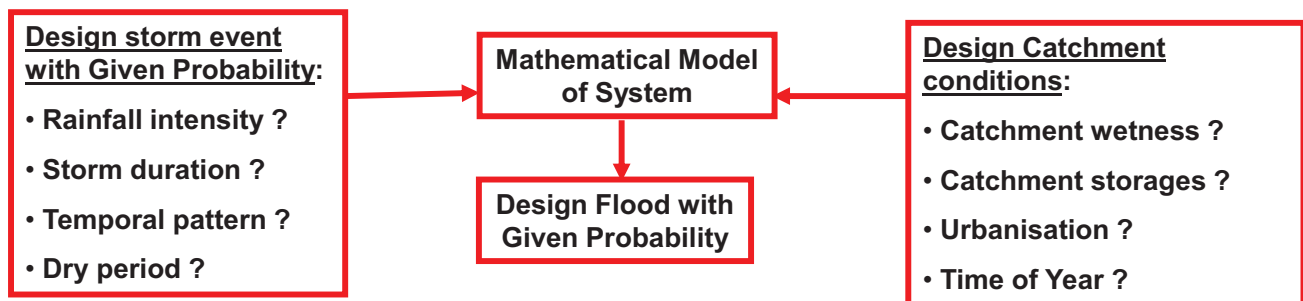 Design storm event
with Given Probability:
• Rainfall intensity ?
• Storm duration ?
• Temporal pattern ?
• Dry period ?
Mathematical Model
of System
Design Flood with
Given Probability
Design Catchment
conditions:
• Catchment wetness ?
• Catchment storages ?
• Urbanisation ?
• Time of Year ?